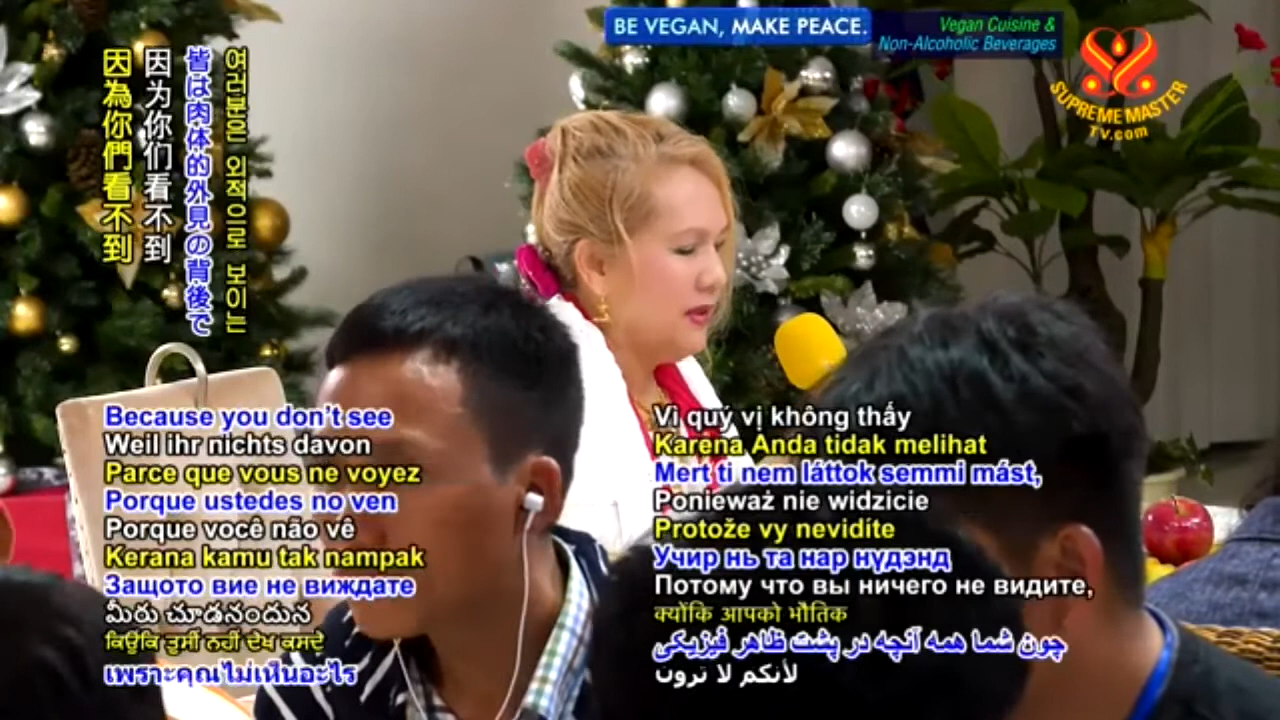 BE VEGAN, MAKE PEACE.
Vegan Cuisine &
Non-Alcoholic Beverages
SUPREME MASTER
TV.com
여러분은 외적으로 보이는
皆は肉体的外見の背後で
因为你们看不到
因為你們看不到
Because you don't see
Weil ihr nichts davon
Parce que vous ne voyez
Porque ustedes no ven
Porque você não vê
Kerana kamu tak nampak
Защото вие не виждате
మీరు చూడనందున
ਕਿਉਂਕਿ ਤੁਸੀਂ ਨਹੀਂ ਦੇਖ ਕਸਦੇ
เพราะคุณไม่เห็นอะไร
Vì quý vị không thấy
Karena Anda tidak melihat
Mert ti nem láttok semmi mást,
Ponieważ nie widzicie
Protože vy nevidíte
Учир нь та нар нүдэнд
Потому что вы ничего не видите,
क्योंकि आपको भौतिक
چون شما همه آنچه در پشت ظاهر فیزیکی
لأنكم لا ترون